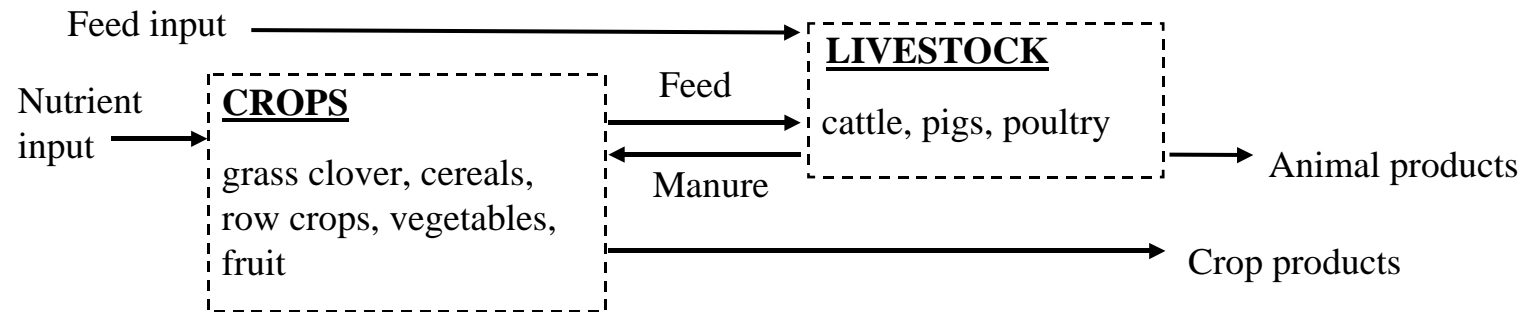 Feed input
Nutrient
input
CROPS
grass clover, cereals,
row crops, vegetables,
fruit
Feed
Manure
LIVESTOCK
cattle, pigs, poultry
Animal products
Crop products